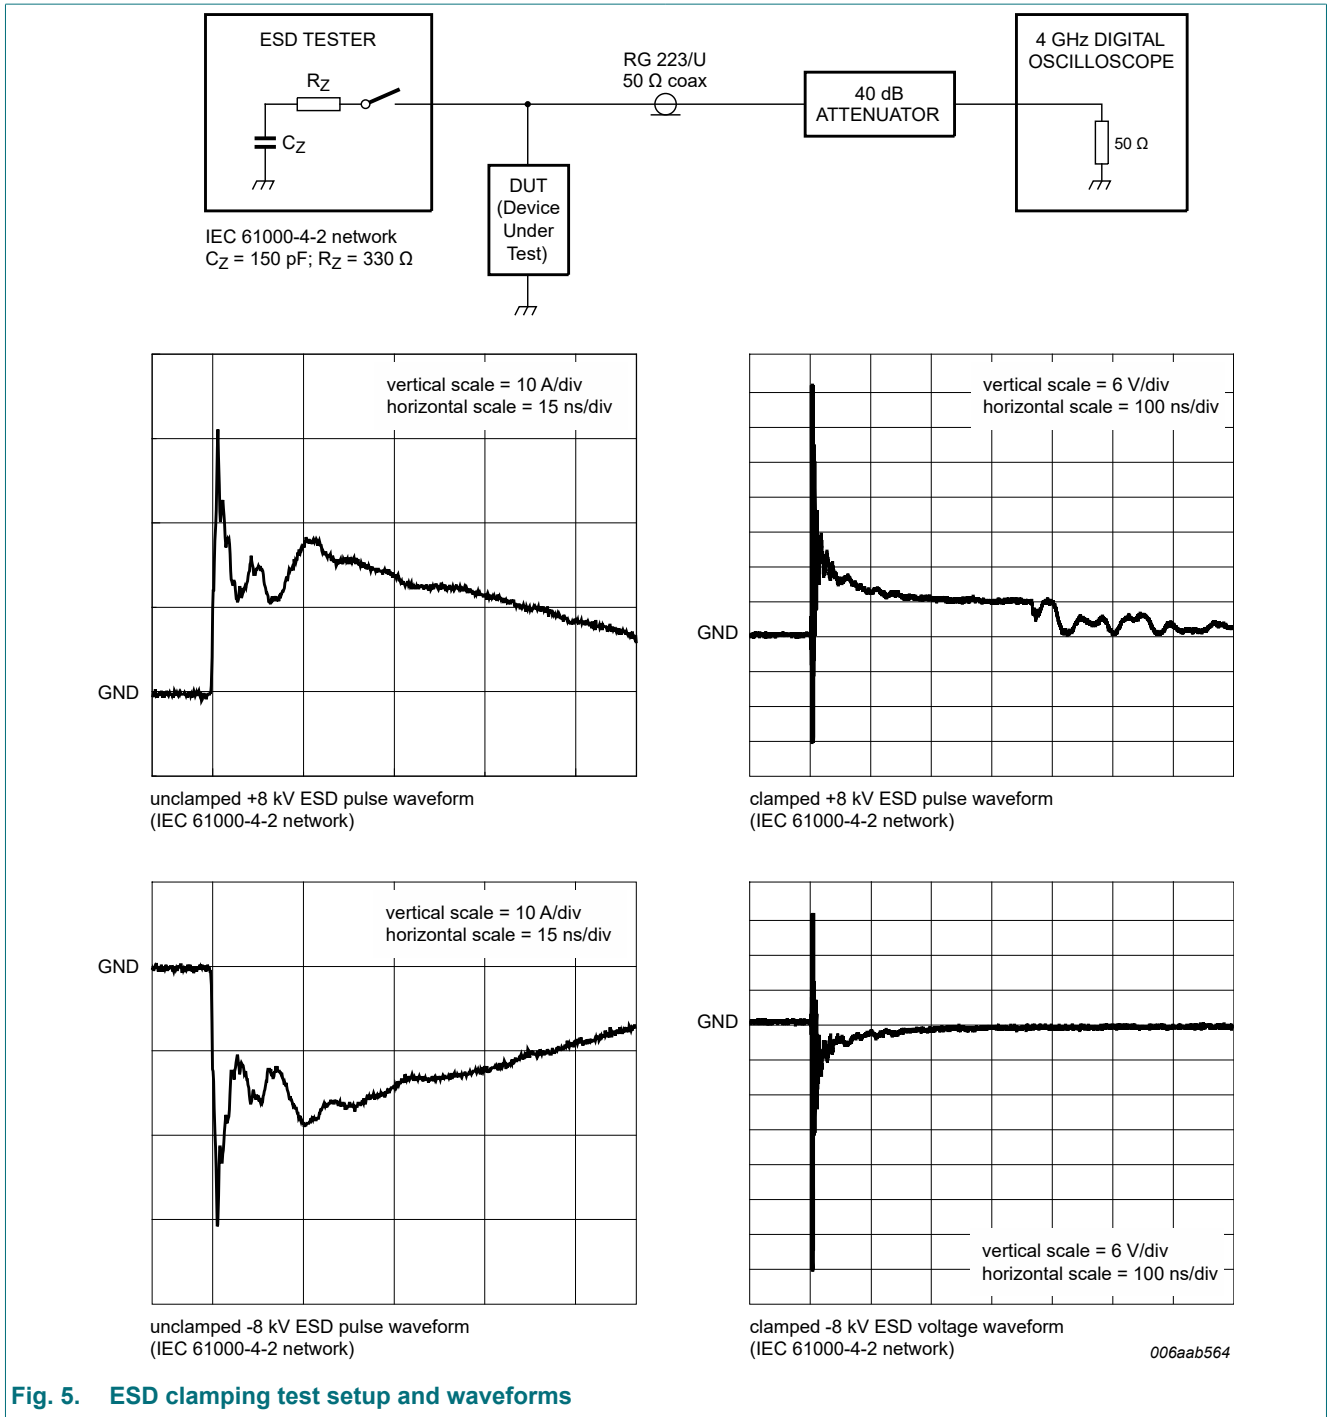 ESD TESTER
RZ
CZ
IEC 61000-4-2 network
CZ = 150 pF; RZ = 330 Ω
DUT
(Device
Under
Test)
RG 223/U
50 Ω coax
40 dB
ATTENUATOR
4 GHz DIGITAL
OSCILLOSCOPE
50 Ω
vertical scale = 10 A/div
horizontal scale = 15 ns/div
GND
unclamped +8 kV ESD pulse waveform
(IEC 61000-4-2 network)
vertical scale = 6 V/div
horizontal scale = 100 ns/div
GND
clamped +8 kV ESD pulse waveform
(IEC 61000-4-2 network)
vertical scale = 10 A/div
horizontal scale = 15 ns/div
GND
unclamped -8 kV ESD pulse waveform
(IEC 61000-4-2 network)
GND
vertical scale = 6 V/div
horizontal scale = 100 ns/div
clamped -8 kV ESD voltage waveform
(IEC 61000-4-2 network)
006aab564
Fig. 5. ESD clamping test setup and waveforms